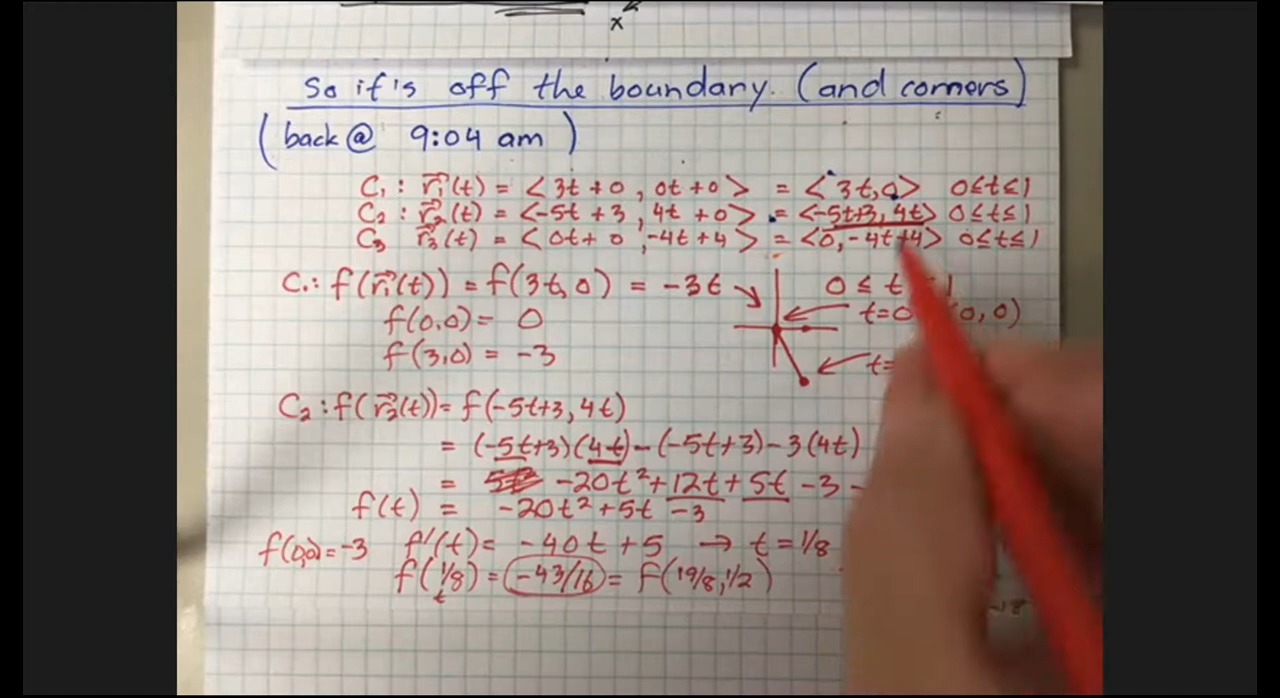 x
So if's off the boundary. (and corners)
(back@ 9:04 am)
C₁: r⃗₁(t) = <3t+0, 0t+0> = <3t,0> 0≤t≤1
C₂: r⃗₂(t) = <-5t+3, 4t+0> = <-5t+3, 4t> 0≤t≤1
C₃ r⃗₃(t) = <0t+0, -4t+4> = <0,-4t+4> 0≤t≤1
C₁: f(r⃗₁(t)) = f(3t,0) = -3t 0≤t 1
f(0,0) = 0 t=0 (0,0)
f(3,0) = -3 t=
C₂: f(r⃗₂(t)) = f(-5t+3, 4t)
= (-5t+3)(4t)-(-5t+3)-3(4t)
= -20t²+12t+5t-3-
f(t) = -20t²+5t-3
f(0,0)=-3 f'(t) = -40t+5 → t=1/8
f(1/8) = -43/16 = f(19/8,1/2)
t
-18